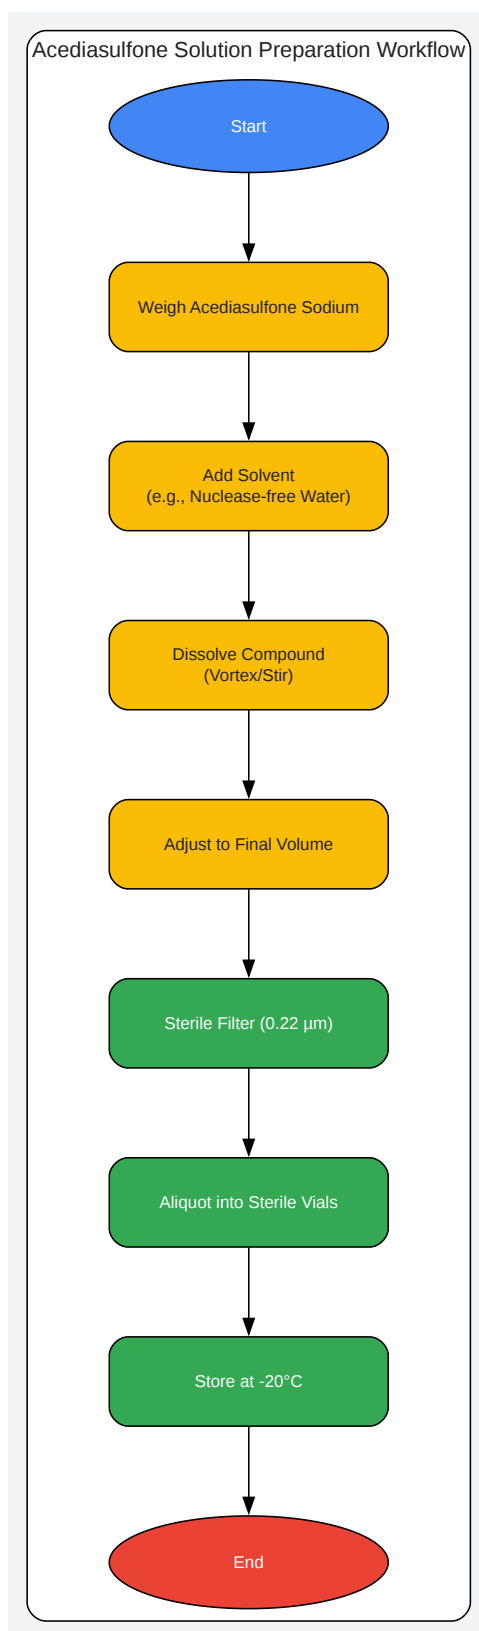 Acediasulfone Solution Preparation Workflow
Start
Weigh Acediasulfone Sodium
Add Solvent
(e.g., Nuclease-free Water)
Dissolve Compound
(Vortex/Stir)
Adjust to Final Volume
Sterile Filter (0.22 µm)
Aliquot into Sterile Vials
Store at -20°C
End